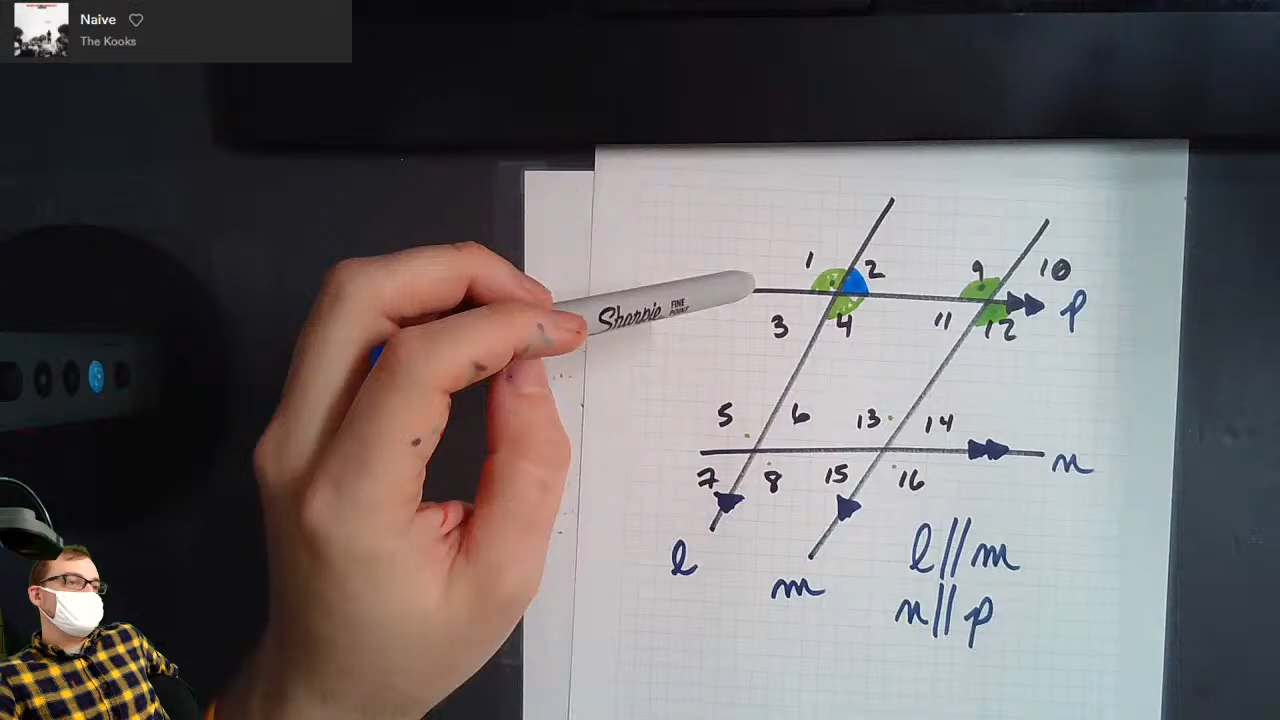 Naive
The Kooks
Sharpie FINE POINT
1 2 9 10
3 4 11 12 p
5 6 13 14
7 8 15 16 n
l m
l//m
n//p